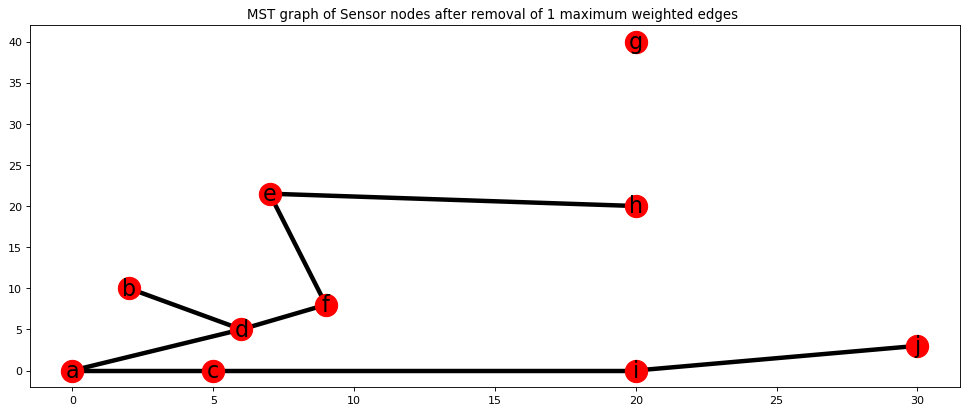 MST graph of Sensor nodes after removal of 1 maximum weighted edges
40
35
30
25
20
15
10
5
0
g
e
h
b
f
d
j
a
c
i
0 5 10 15 20 25 30